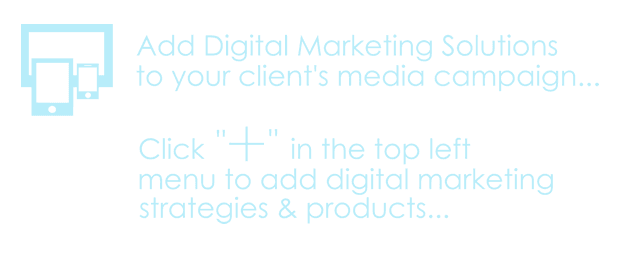 Add Digital Marketing Solutions
to your client's media campaign...
Click "+" in the top left
menu to add digital marketing
strategies & products...